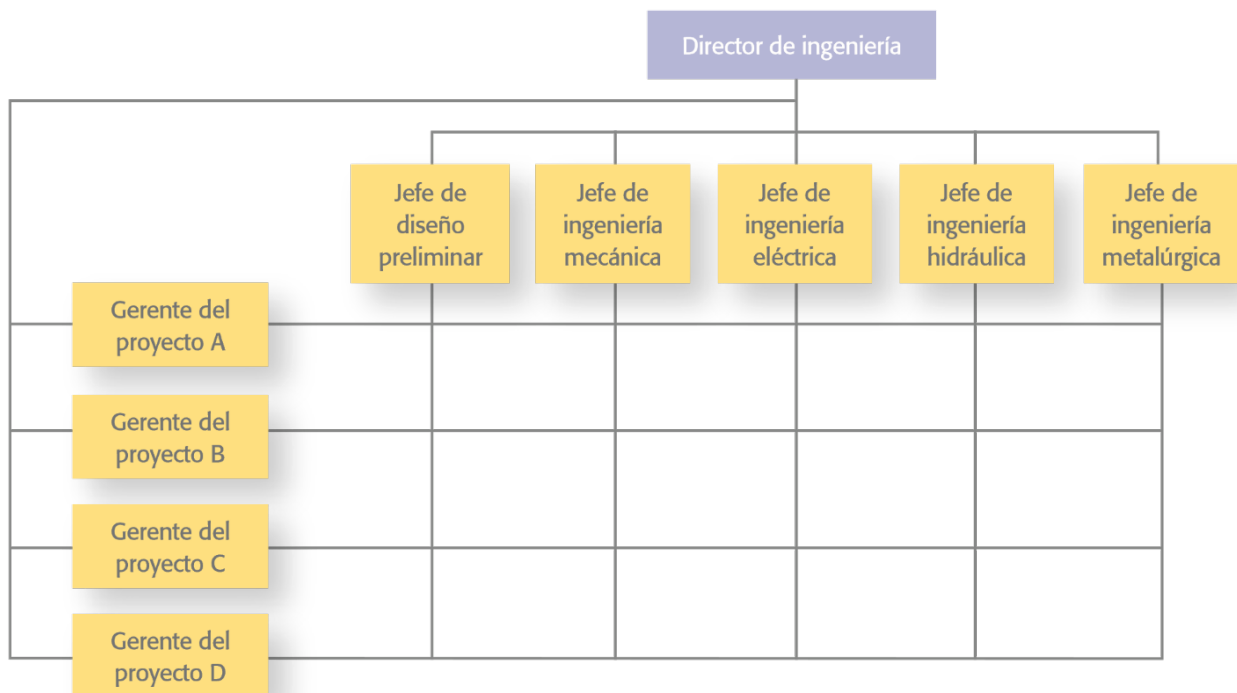 Director de ingeniería
Jefe de
diseño
preliminar
Jefe de
ingeniería
mecánica
Jefe de
ingeniería
eléctrica
Jefe de
ingeniería
hidráulica
Jefe de
ingeniería
metalúrgica
Gerente del
proyecto A
Gerente del
proyecto B
Gerente del
proyecto C
Gerente del
proyecto D